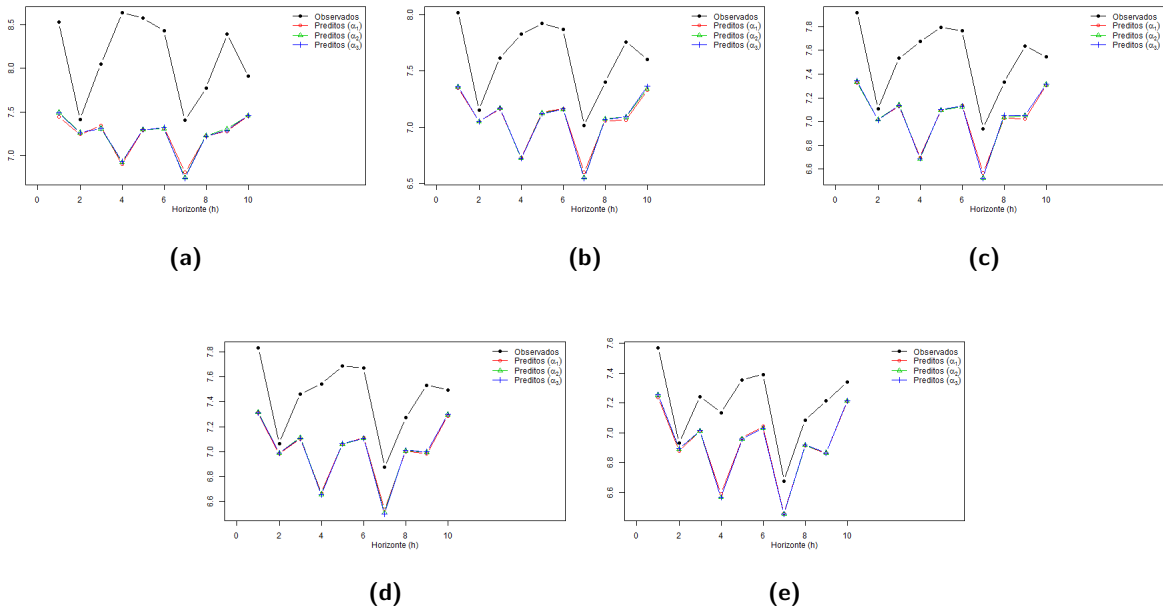 8.5
8.0
7.5
7.0
0 2 4 6 8 10
Horizonte (h)
Observados
Preditos (α₁)
Preditos (α₂)
Preditos (α₃)
(a)
8.0
7.5
7.0
6.5
0 2 4 6 8 10
Horizonte (h)
Observados
Preditos (α₁)
Preditos (α₂)
Preditos (α₃)
(b)
7.8
7.6
7.4
7.2
7.0
6.8
6.6
0 2 4 6 8 10
Horizonte (h)
Observados
Preditos (α₁)
Preditos (α₂)
Preditos (α₃)
(c)
7.8
7.6
7.4
7.2
7.0
6.8
6.6
0 2 4 6 8 10
Horizonte (h)
Observados
Preditos (α₁)
Preditos (α₂)
Preditos (α₃)
(d)
7.6
7.4
7.2
7.0
6.8
6.6
0 2 4 6 8 10
Horizonte (h)
Observados
Preditos (α₁)
Preditos (α₂)
Preditos (α₃)
(e)